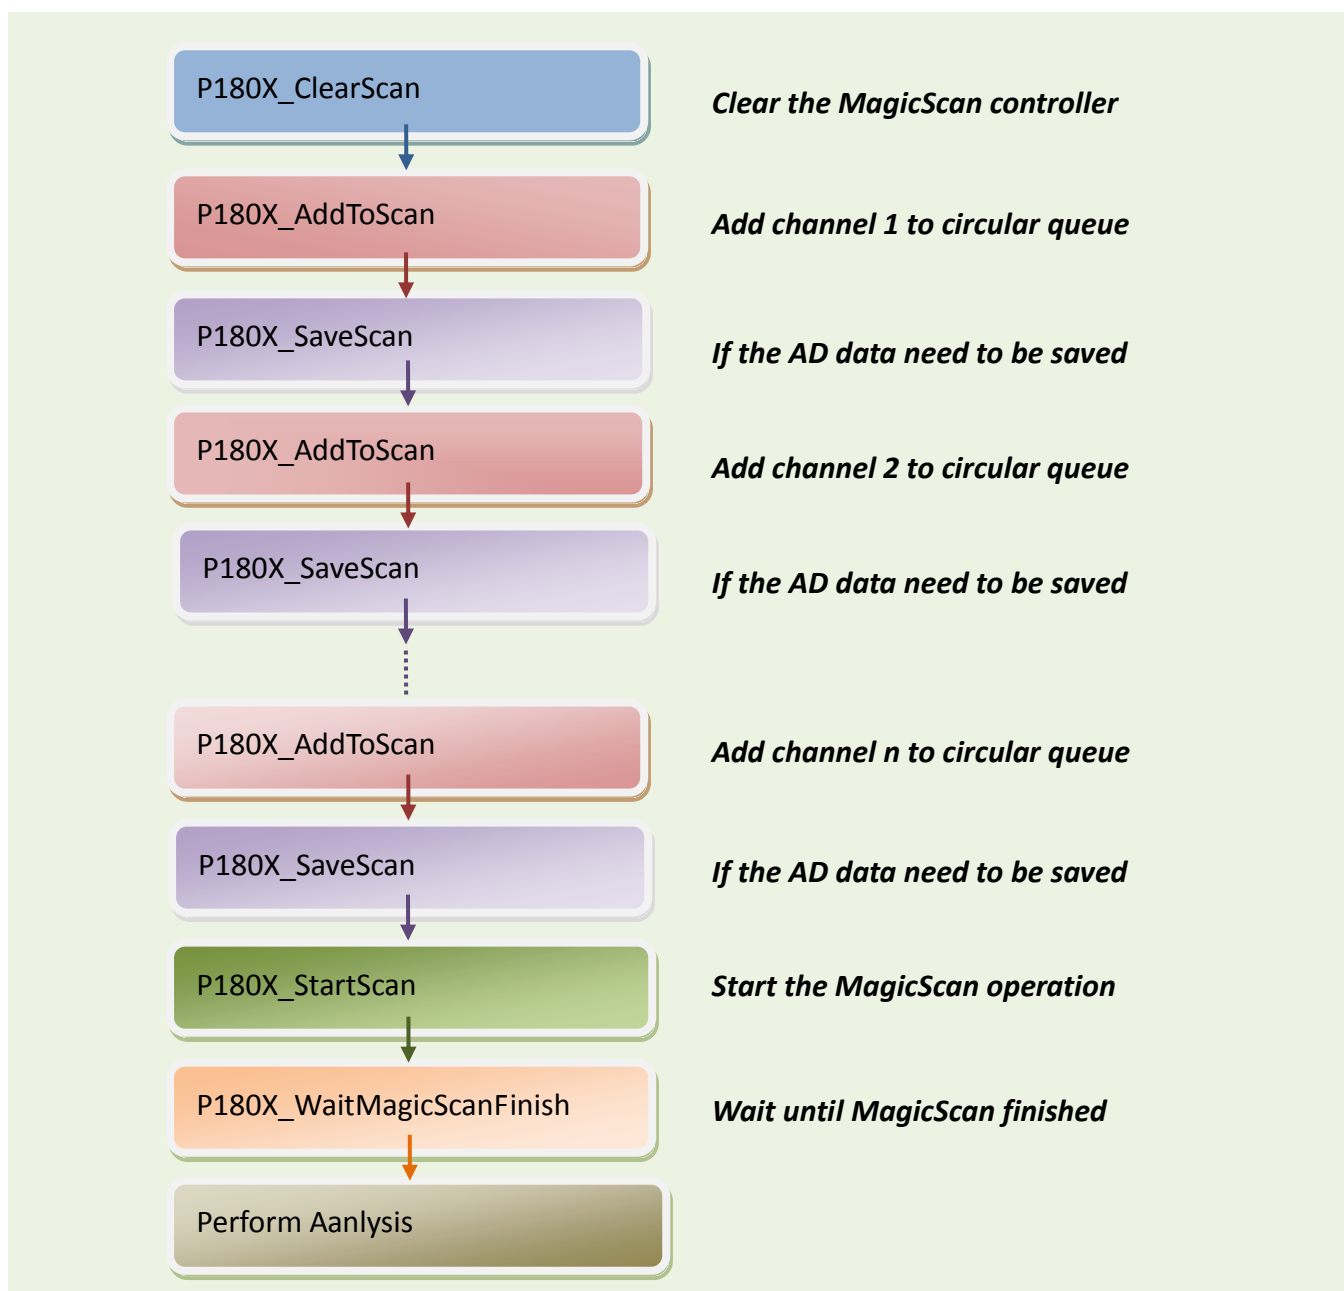 P180X_ClearScan
Clear the MagicScan controller
P180X_AddToScan
Add channel 1 to circular queue
P180X_SaveScan
If the AD data need to be saved
P180X_AddToScan
Add channel 2 to circular queue
P180X_SaveScan
If the AD data need to be saved
P180X_AddToScan
Add channel n to circular queue
P180X_SaveScan
If the AD data need to be saved
P180X_StartScan
Start the MagicScan operation
P180X_WaitMagicScanFinish
Wait until MagicScan finished
Perform Aanlysis